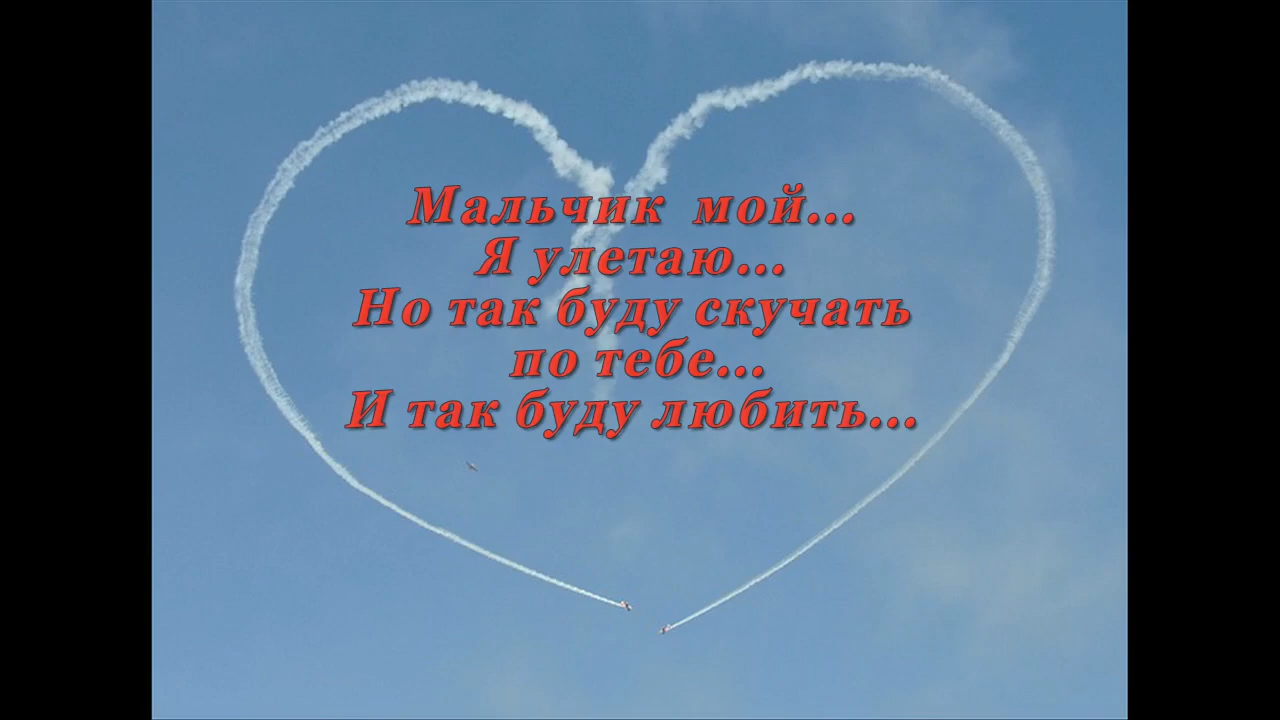 Мальчик мой...
Я улетаю...
Но так буду скучать
по тебе...
И так буду любить...